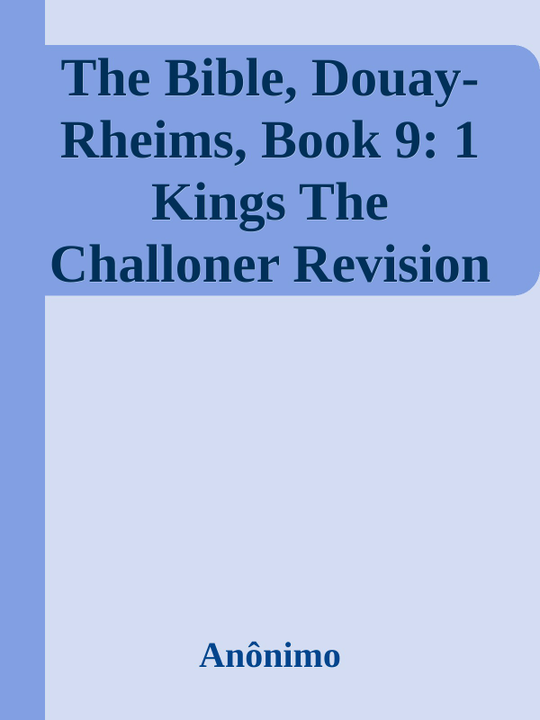 The Bible, Douay-
Rheims, Book 9: 1
Kings The
Challoner Revision
Anônimo